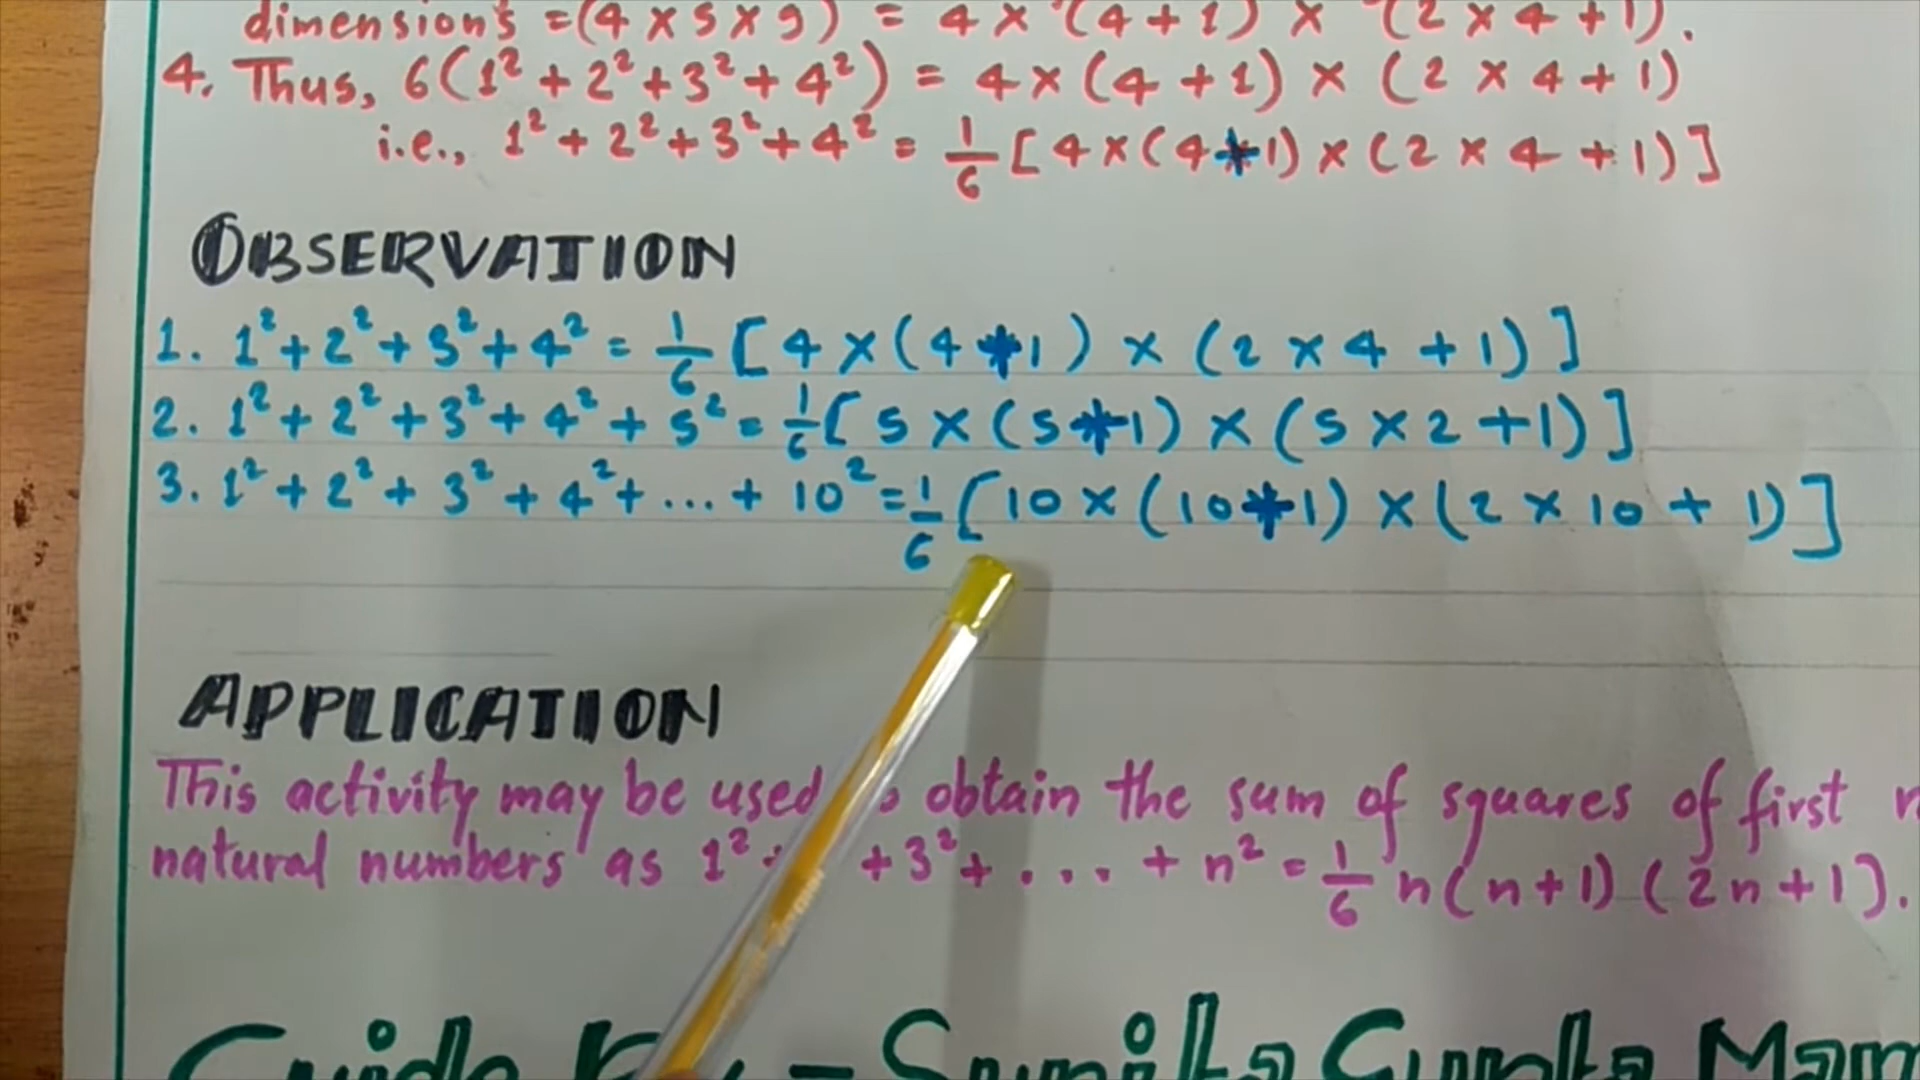 dimensions = (4 × 5 × 9) = 4 × (4 + 1) × (2 × 4 + 1).
4. Thus, 6(1² + 2² + 3² + 4²) = 4 × (4 + 1) × (2 × 4 + 1)
i.e., 1² + 2² + 3² + 4² = 1/6 [4 × (4 + 1) × (2 × 4 + 1)]
OBSERVATION
1. 1² + 2² + 3² + 4² = 1/6 [4 × (4 + 1) × (2 × 4 + 1)]
2. 1² + 2² + 3² + 4² + 5² = 1/6 [5 × (5 + 1) × (5 × 2 + 1)]
3. 1² + 2² + 3² + 4² + ... + 10² = 1/6 [10 × (10 + 1) × (2 × 10 + 1)]
APPLICATION
This activity may be used obtain the sum of squares of first n
natural numbers as 1² + + 3² + ... + n² = 1/6 n(n+1) (2n+1).
- Gupta Mam